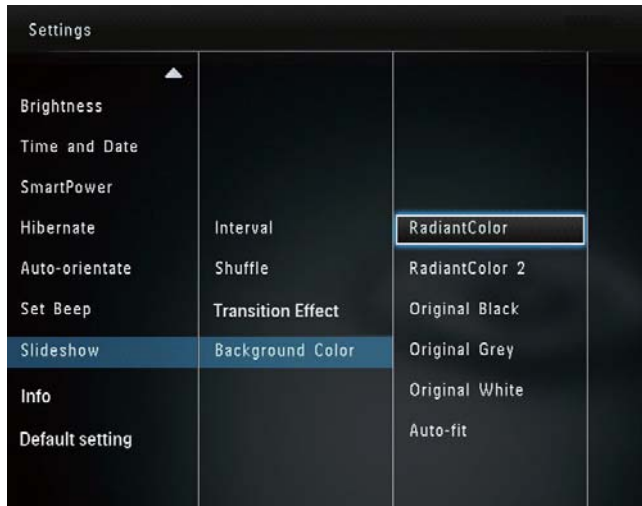 Settings
Brightness
Time and Date
SmartPower
Hibernate
Auto-orientate
Set Beep
Slideshow
Info
Default setting
Interval
Shuffle
Transition Effect
Background Color
RadiantColor
RadiantColor 2
Original Black
Original Grey
Original White
Auto-fit